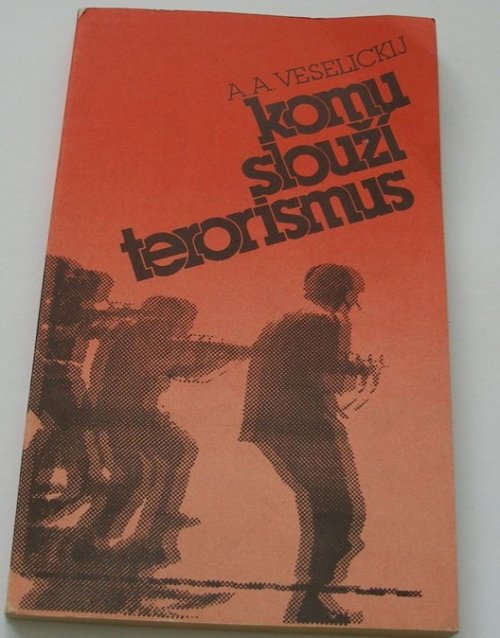 A. A. VESELICKIJ
komu
slouží
terorismus